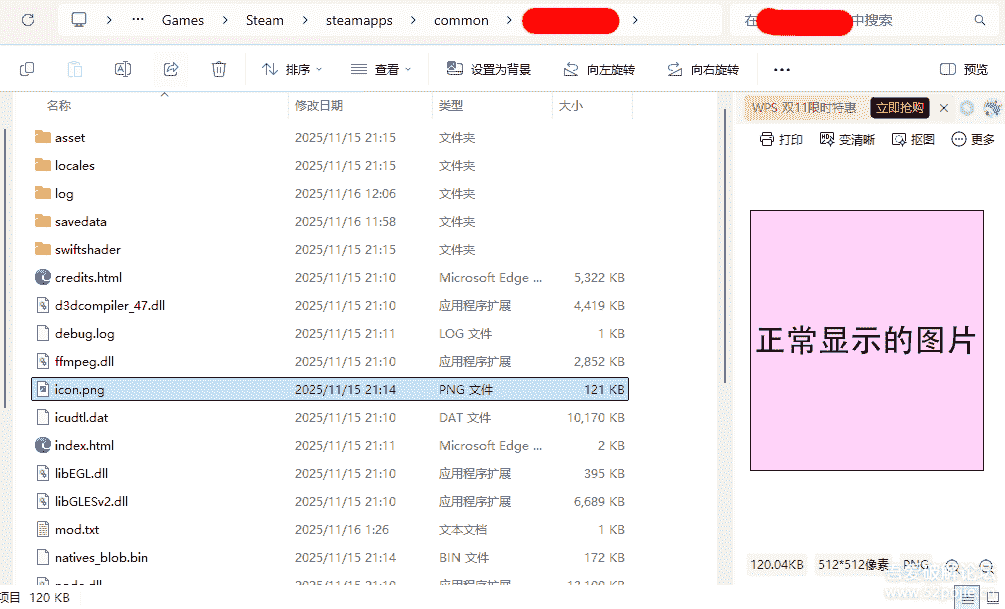 Games > Steam > steamapps > common > >
在 中搜索
排序 查看 设置为背景 向左旋转 向右旋转 ··· 预览
名称 修改日期 类型 大小
asset 2025/11/15 21:15 文件夹
locales 2025/11/15 21:15 文件夹
log 2025/11/16 12:06 文件夹
savedata 2025/11/16 11:58 文件夹
swiftshader 2025/11/15 21:15 文件夹
credits.html 2025/11/15 21:10 Microsoft Edge ... 5,322 KB
d3dcompiler_47.dll 2025/11/15 21:10 应用程序扩展 4,419 KB
debug.log 2025/11/15 21:11 LOG 文件 1 KB
ffmpeg.dll 2025/11/15 21:10 应用程序扩展 2,852 KB
icon.png 2025/11/15 21:14 PNG 文件 121 KB
icudtl.dat 2025/11/15 21:10 DAT 文件 10,170 KB
index.html 2025/11/15 21:11 Microsoft Edge ... 2 KB
libEGL.dll 2025/11/15 21:10 应用程序扩展 395 KB
libGLESv2.dll 2025/11/15 21:10 应用程序扩展 6,689 KB
mod.txt 2025/11/16 1:26 文本文档 1 KB
natives_blob.bin 2025/11/15 21:14 BIN 文件 172 KB
项目 120 KB
WPS 双11限时特惠 立即抢购
打印 变清晰 抠图 更多
正常显示的图片
120.04KB 512*512像素 PNG
吾爱破解论坛
www.52pojie.cn